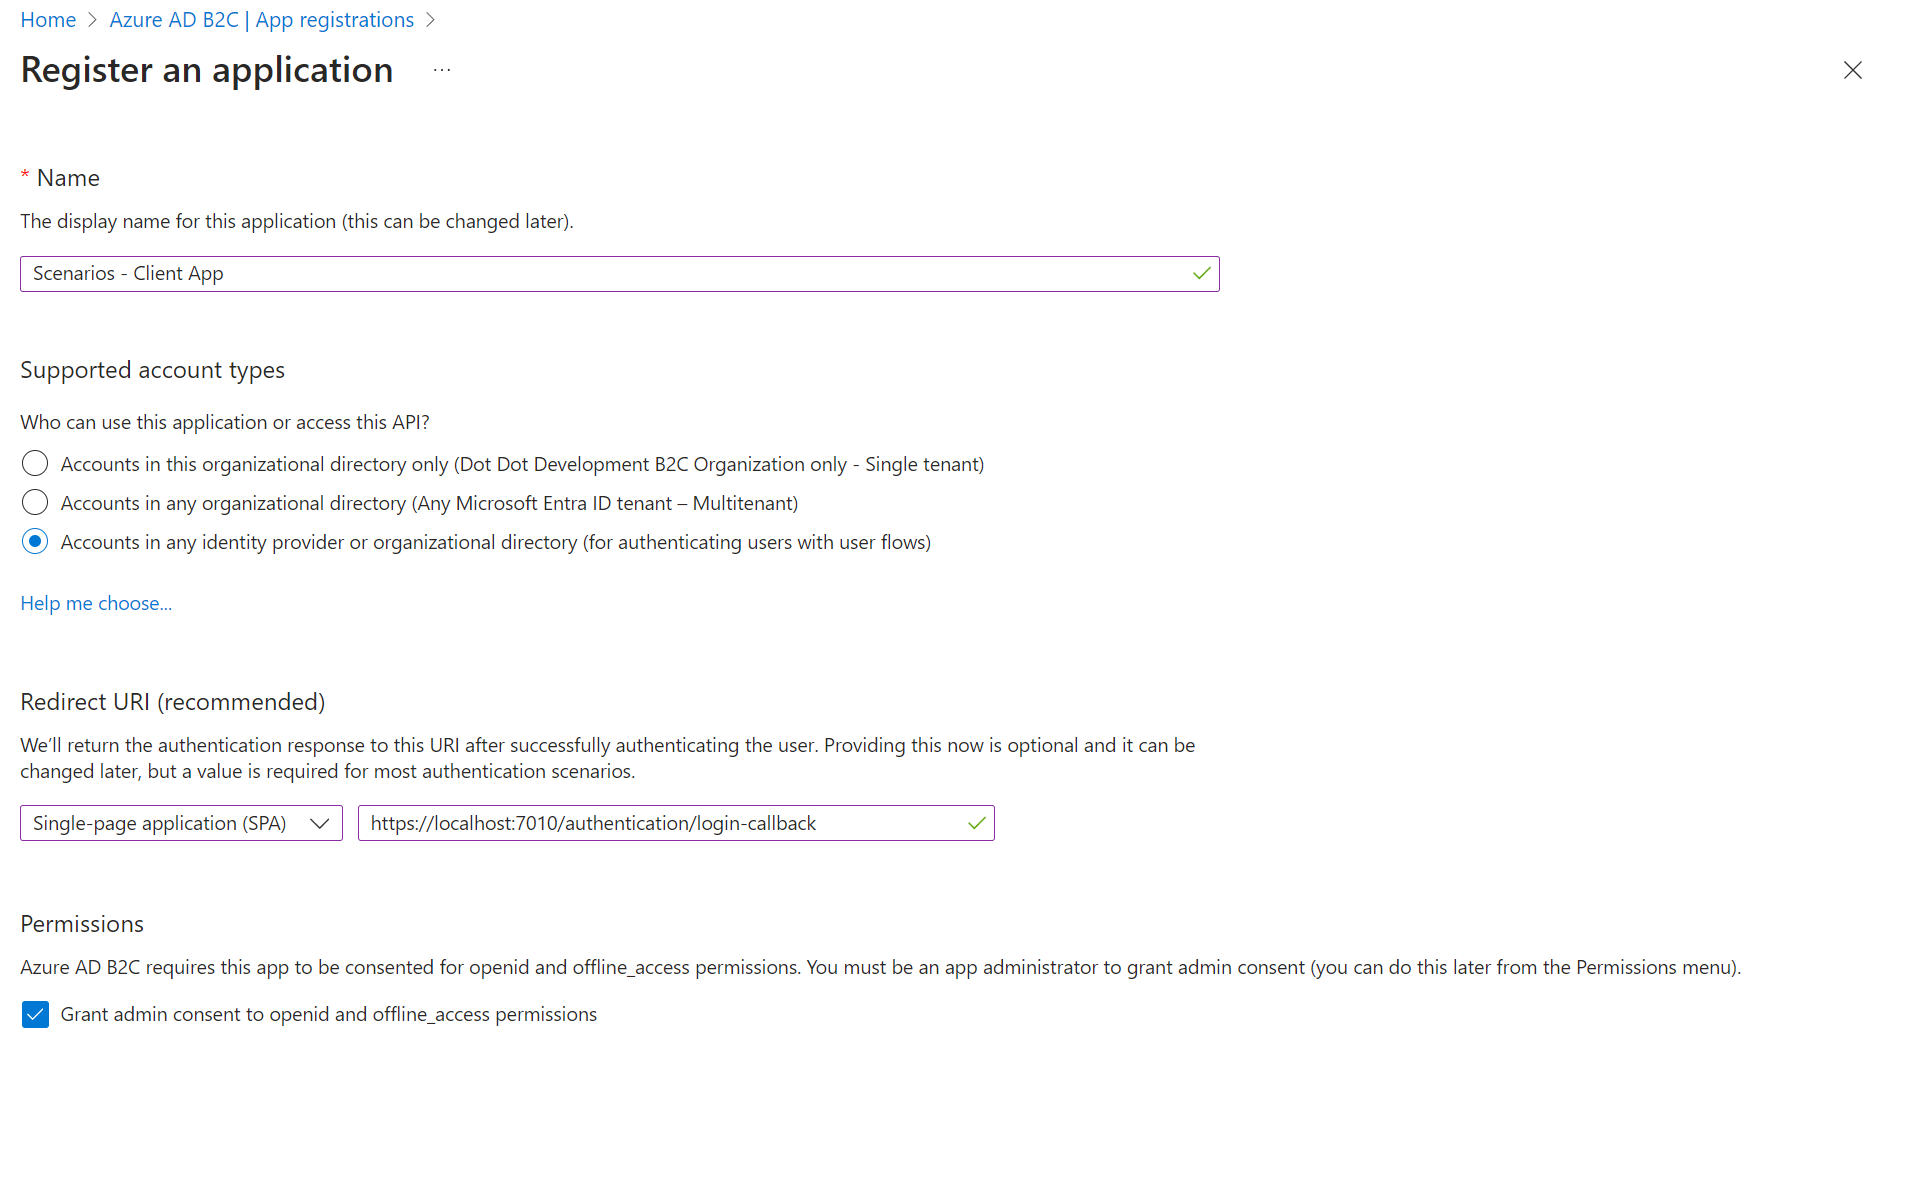 Home > Azure AD B2C | App registrations >
Register an application ...
* Name
The display name for this application (this can be changed later).
Scenarios - Client App
Supported account types
Who can use this application or access this API?
Accounts in this organizational directory only (Dot Dot Development B2C Organization only - Single tenant)
Accounts in any organizational directory (Any Microsoft Entra ID tenant – Multitenant)
Accounts in any identity provider or organizational directory (for authenticating users with user flows)
Help me choose...
Redirect URI (recommended)
We’ll return the authentication response to this URI after successfully authenticating the user. Providing this now is optional and it can be
changed later, but a value is required for most authentication scenarios.
Single-page application (SPA) https://localhost:7010/authentication/login-callback
Permissions
Azure AD B2C requires this app to be consented for openid and offline_access permissions. You must be an app administrator to grant admin consent (you can do this later from the Permissions menu).
Grant admin consent to openid and offline_access permissions